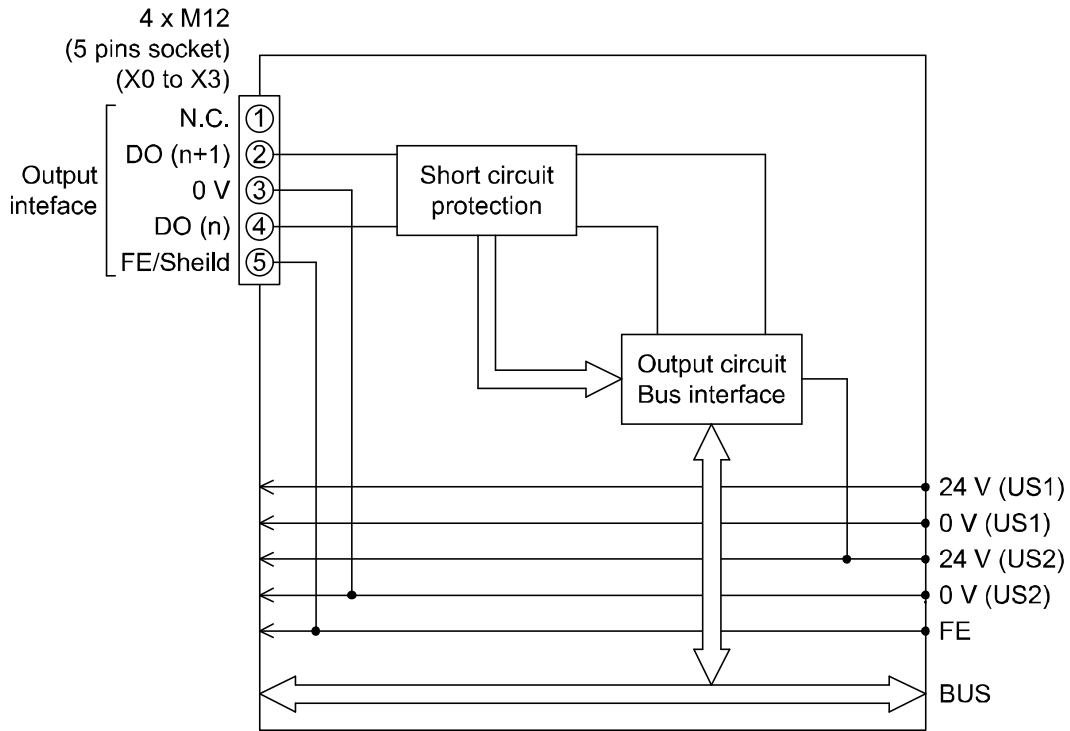 4 x M12
(5 pins socket)
(X0 to X3)
N.C. ①
DO (n+1) ②
0 V ③
DO (n) ④
FE/Sheild ⑤
Output
inteface
Short circuit
protection
Output circuit
Bus interface
24 V (US1)
0 V (US1)
24 V (US2)
0 V (US2)
FE
BUS